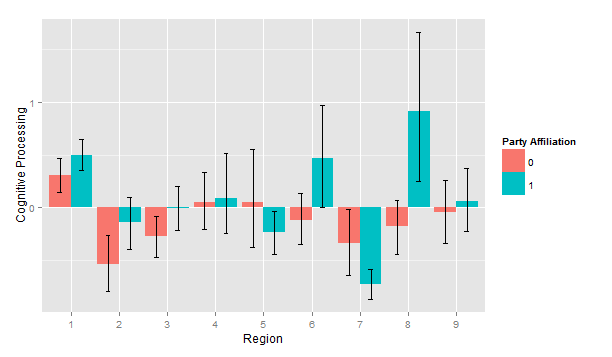 Cognitive Processing
1
0
1 2 3 4 5 6 7 8 9
Region
Party Affiliation
0
1